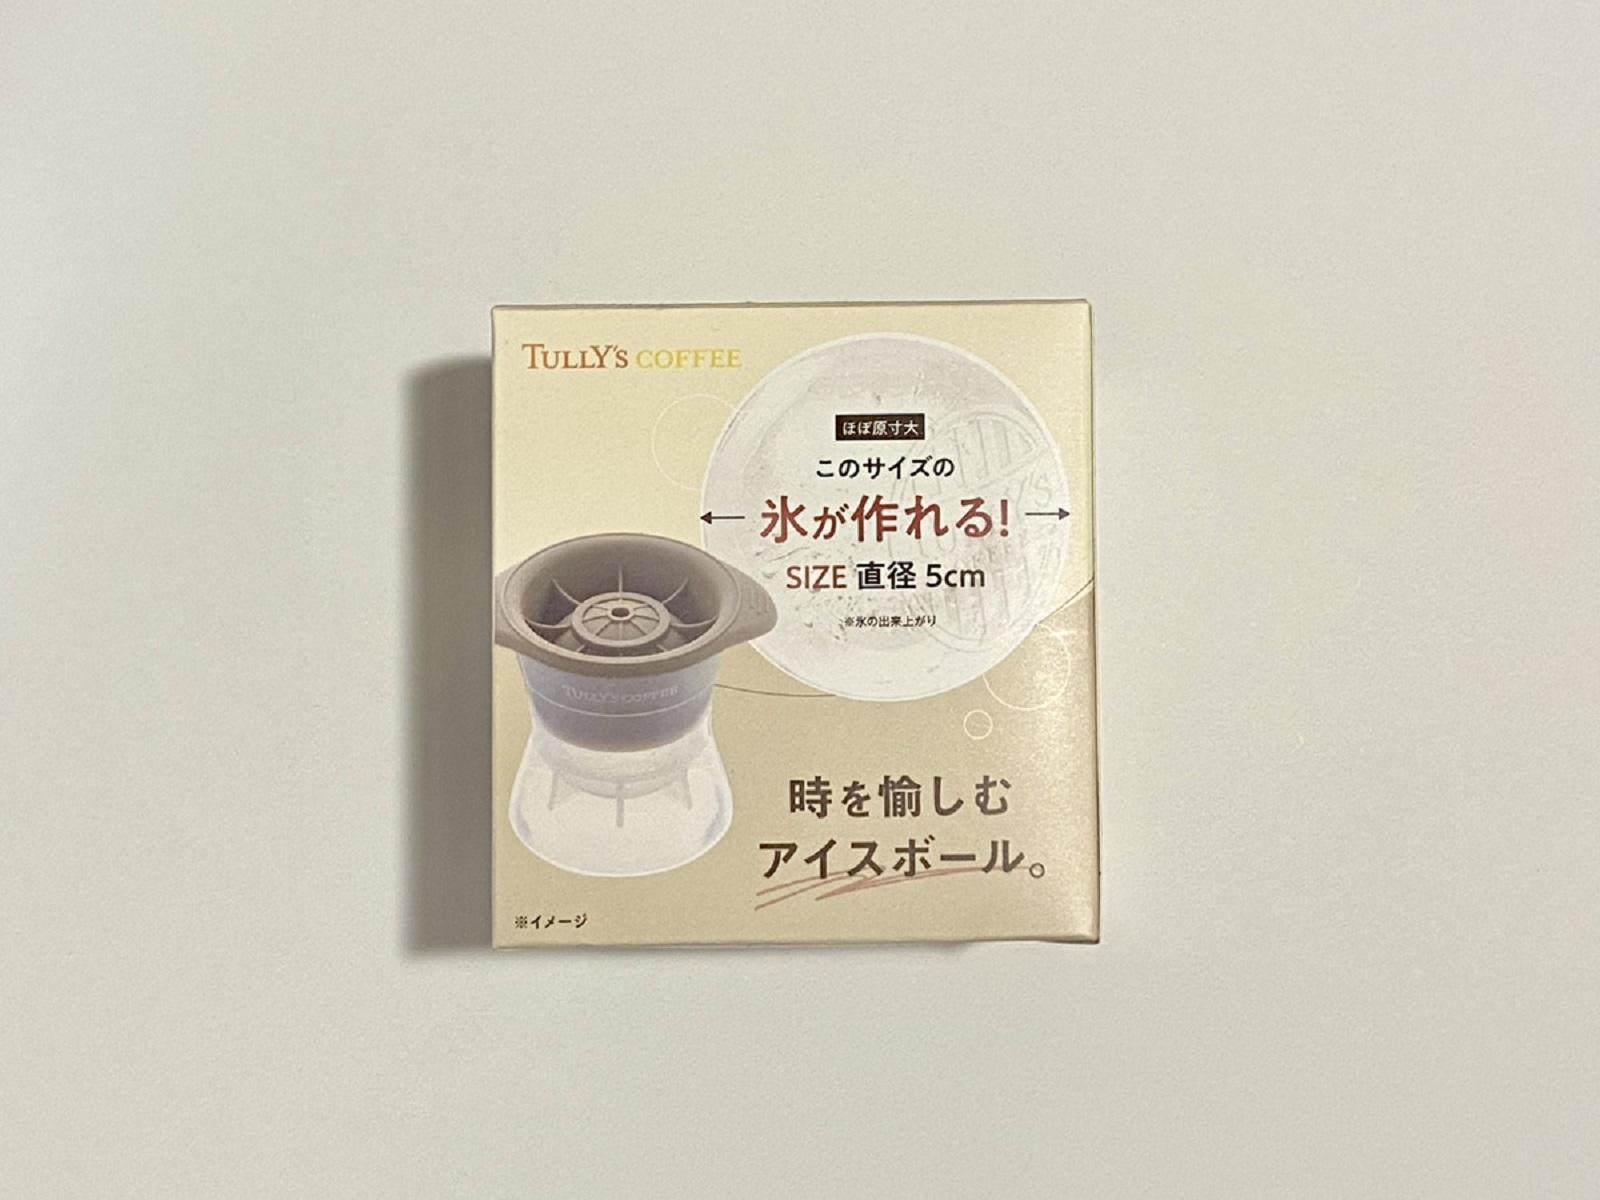 TULLY'S COFFEE
ほぼ原寸大
このサイズの
氷が作れる!
SIZE 直径 5cm
※氷の出来上がり
TULLY'S COFFEE
時を愉しむ
アイスボール。
※イメージ